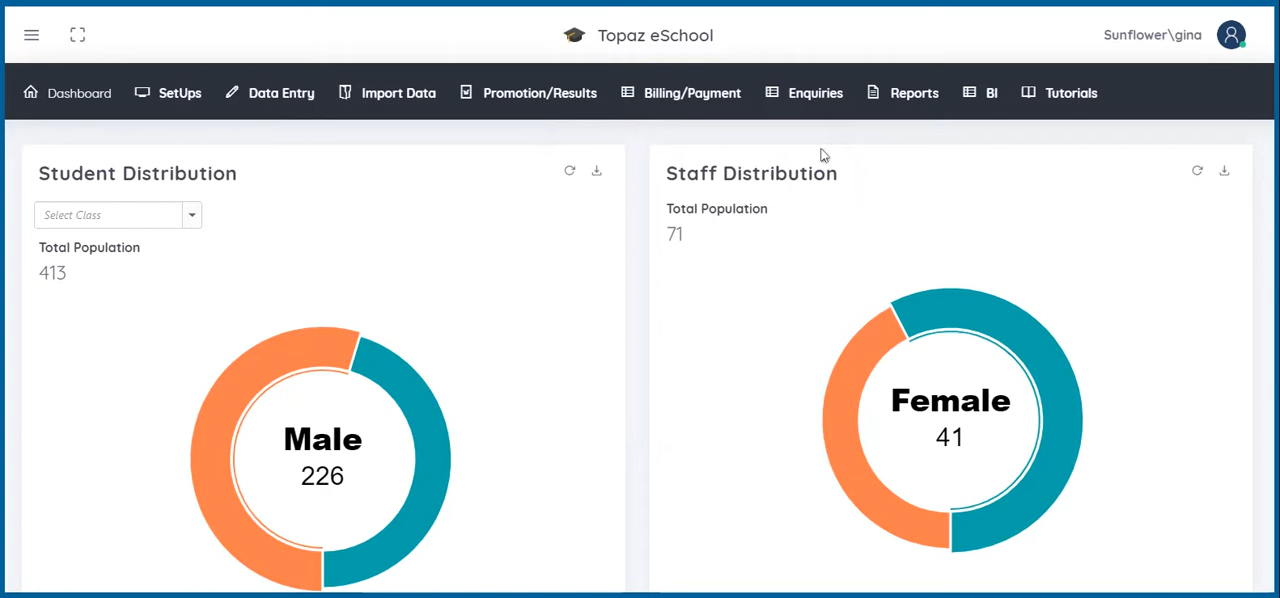 Topaz eSchool
Sunflower\gina
Dashboard SetUps Data Entry Import Data Promotion/Results Billing/Payment Enquiries Reports BI Tutorials
Student Distribution
Select Class
Total Population
413
Male
226
Staff Distribution
Total Population
71
Female
41